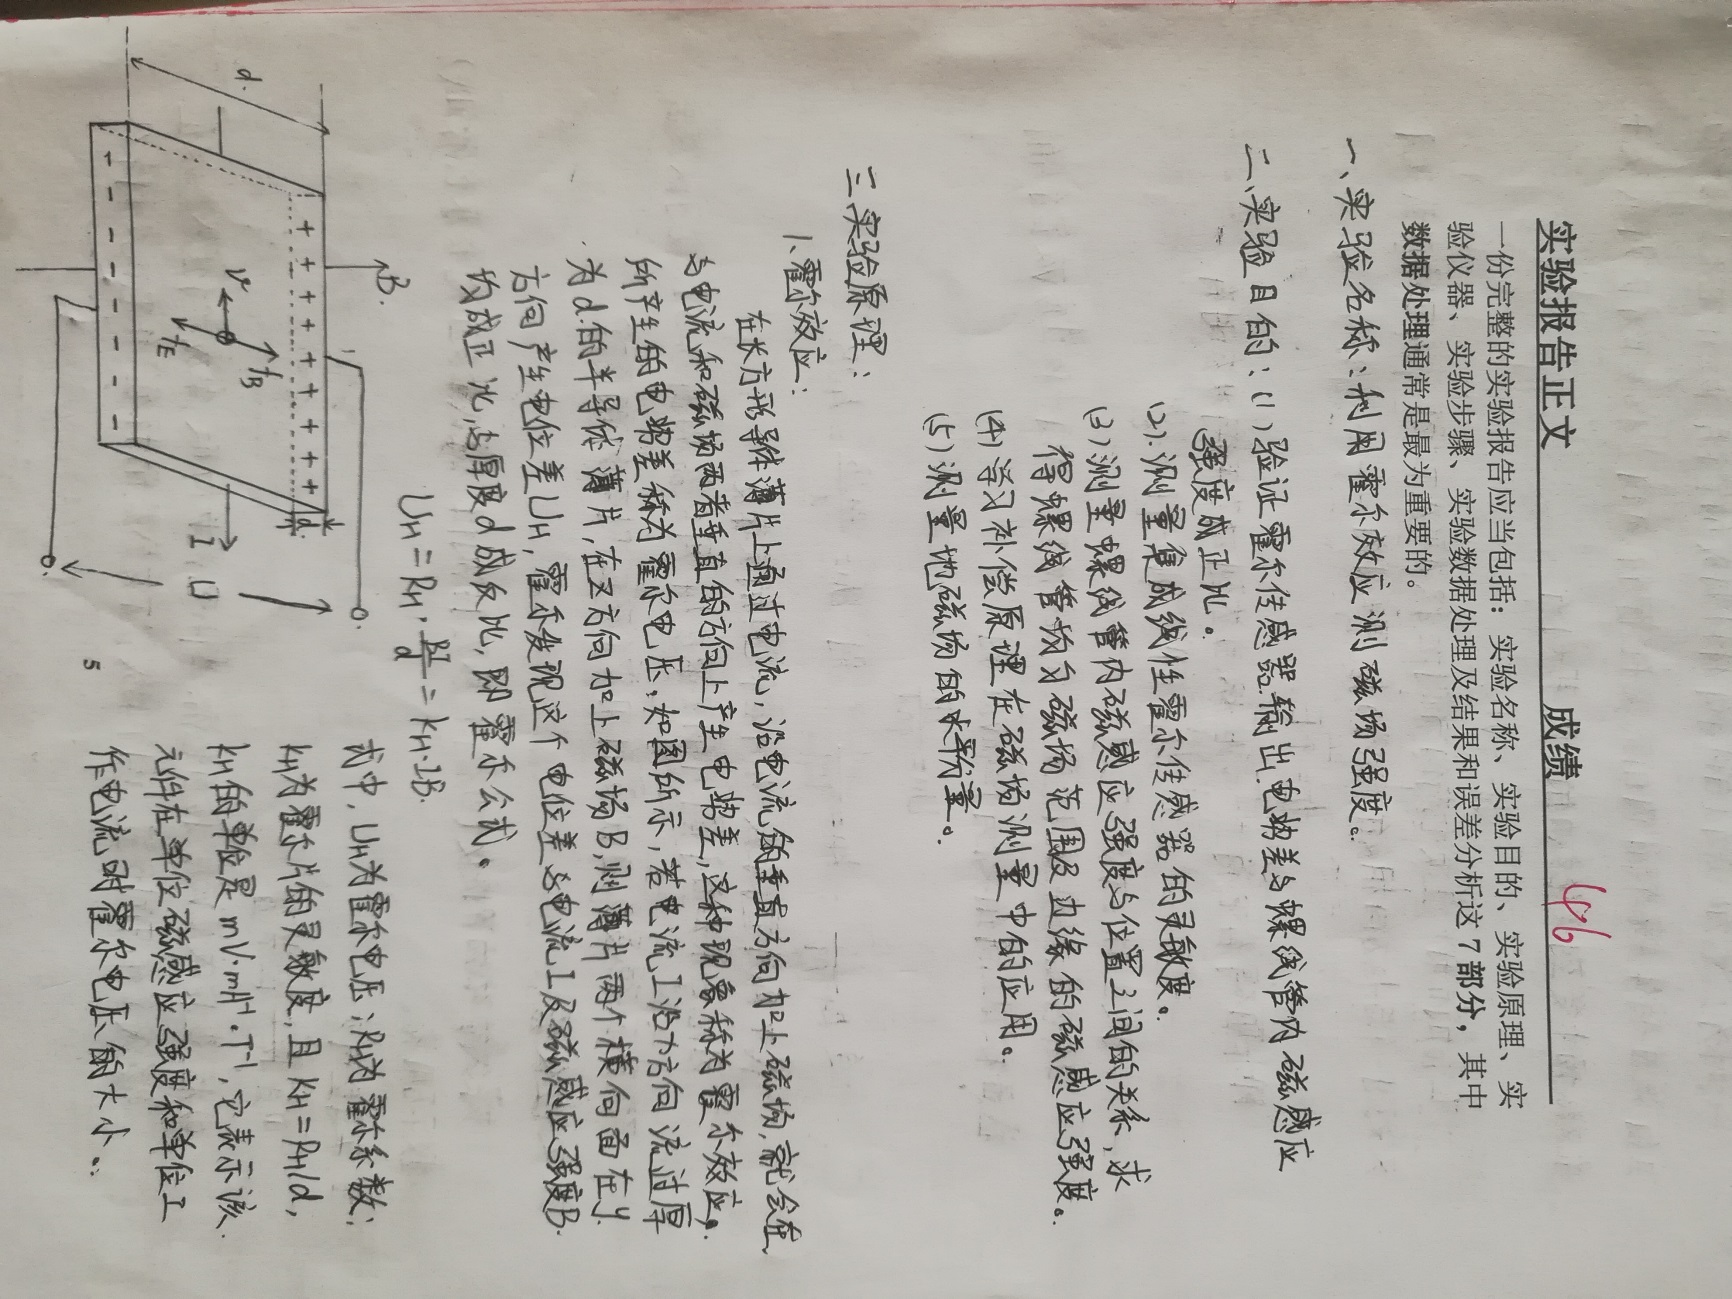 实验报告正文 成绩 46
一份完整的实验报告应当包括：实验名称、实验目的、实验原理、实
验仪器、实验步骤、实验数据处理及结果和误差分析这7部分，其中
数据处理通常是最为重要的。
一、实验名称：利用霍尔效应测磁场强度。
二、实验目的：(1)、验证霍尔传感器输出电势差与螺线管内磁感应
强度成正比。
(2)、测量集成线性霍尔传感器的灵敏度。
(3)、测量螺线管内磁感应强度与位置之间的关系，求
得螺线管均匀磁场范围及边缘的磁感应强度。
(4) 学习补偿原理在磁场测量中的应用。
(5) 测量地磁场的水平分量。
三、实验原理：
1、霍尔效应：
在长方形导体薄片上通过电流，沿电流的垂直方向加上磁场，就会在
与电流和磁场两者垂直的方向上产生电势差，这种现象称为霍尔效应，
所产生的电势差称为霍尔电压，如图所示，若电流I沿方向流过厚
为d的半导体薄片，在Z方向加上磁场B，则薄片两个横向面在y
方向产生电位差UH，霍尔发现这个电位差与电流I及磁感应强度B
均成正比，与厚度d成反比，即霍尔公式。
UH = RH · BI/d = KH·IB.
式中，UH为霍尔电压；RH为霍尔系数；
KH为霍尔片的灵敏度，且KH=RH/d，
KH的单位是mV·mA⁻¹·T⁻¹，它表示该
元件在单位磁感应强度和单位工
作电流时霍尔电压的大小。
B.
d.
+ + + + + + + +
v
fB
fE
d
I
U
- - - - - - - -
5